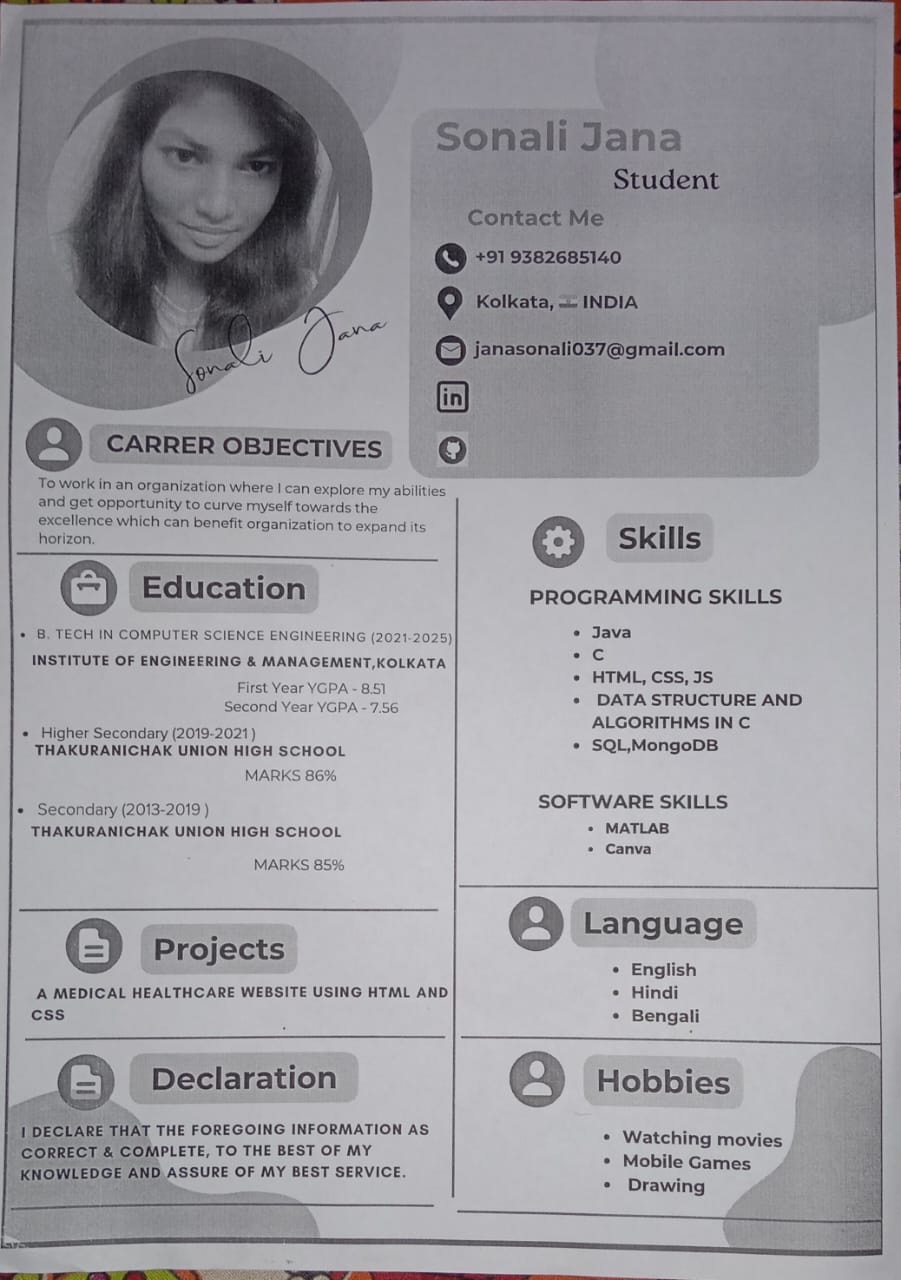 Sonali Jana
Student
Contact Me
+91 9382685140
Kolkata, INDIA
janasonali037@gmail.com
in
Sonali Jana
CARRER OBJECTIVES
To work in an organization where I can explore my abilities
and get opportunity to curve myself towards the
excellence which can benefit organization to expand its
horizon.
Education
• B. TECH IN COMPUTER SCIENCE ENGINEERING (2021-2025)
INSTITUTE OF ENGINEERING & MANAGEMENT,KOLKATA
First Year YGPA - 8.51
Second Year YGPA - 7.56
• Higher Secondary (2019-2021 )
THAKURANICHAK UNION HIGH SCHOOL
MARKS 86%
• Secondary (2013-2019 )
THAKURANICHAK UNION HIGH SCHOOL
MARKS 85%
Projects
A MEDICAL HEALTHCARE WEBSITE USING HTML AND
CSS
Declaration
I DECLARE THAT THE FOREGOING INFORMATION AS
CORRECT & COMPLETE, TO THE BEST OF MY
KNOWLEDGE AND ASSURE OF MY BEST SERVICE.
Skills
PROGRAMMING SKILLS
• Java
• C
• HTML, CSS, JS
• DATA STRUCTURE AND
ALGORITHMS IN C
• SQL,MongoDB
SOFTWARE SKILLS
• MATLAB
• Canva
Language
• English
• Hindi
• Bengali
Hobbies
• Watching movies
• Mobile Games
• Drawing